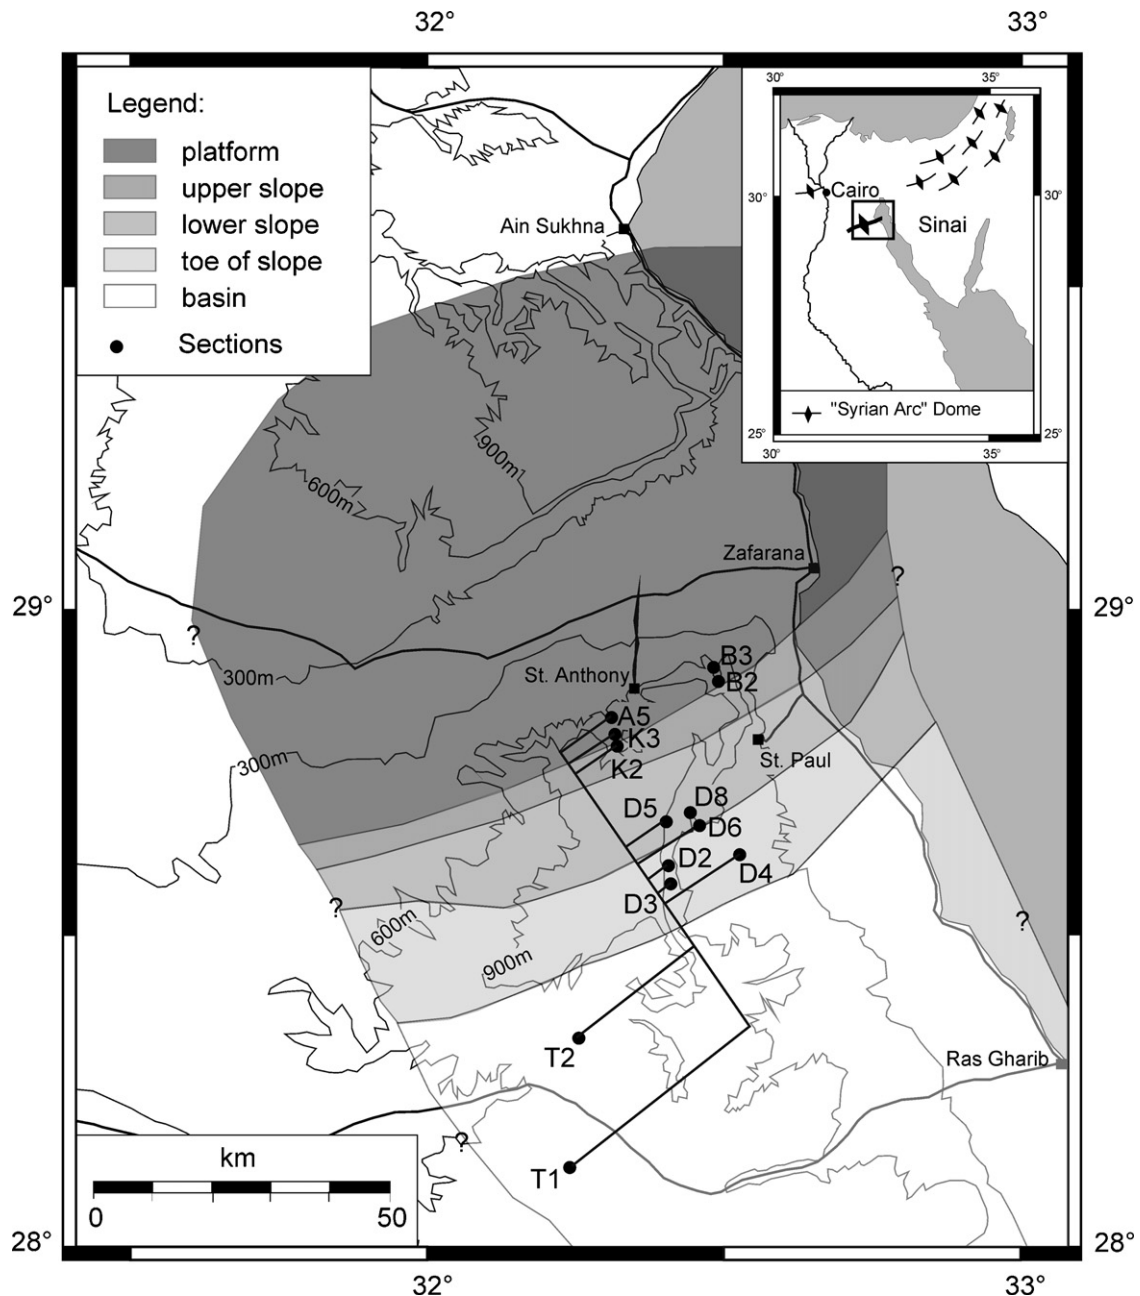 32°
33°
Legend:
platform
upper slope
lower slope
toe of slope
basin
Sections
30°
35°
Ain Sukhna
30°
Cairo
30°
Sinai
"Syrian Arc" Dome
25°
25°
30°
35°
900m
600m
Zafarana
?
29°
29°
?
300m
St. Anthony
B3
B2
A5
K3
K2
St. Paul
300m
D5
D8
D6
D2
D4
D3
?
?
600m
900m
T2
Ras Gharib
?
T1
km
0
50
28°
28°
32°
33°